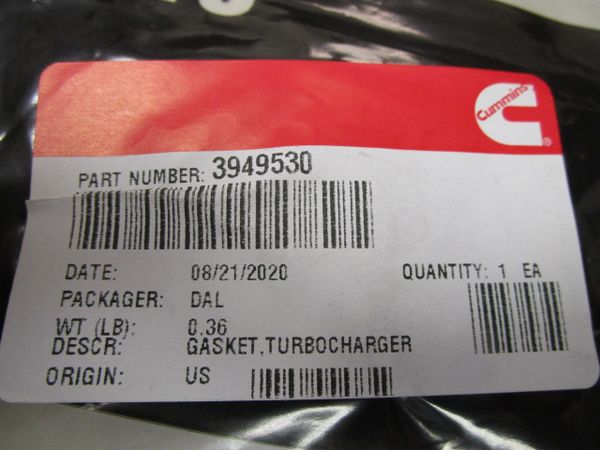 Cummins
PART NUMBER: 3949530
DATE: 08/21/2020 QUANTITY: 1 EA
PACKAGER: DAL
WT (LB): 0.36
DESCR: GASKET,TURBOCHARGER
ORIGIN: US